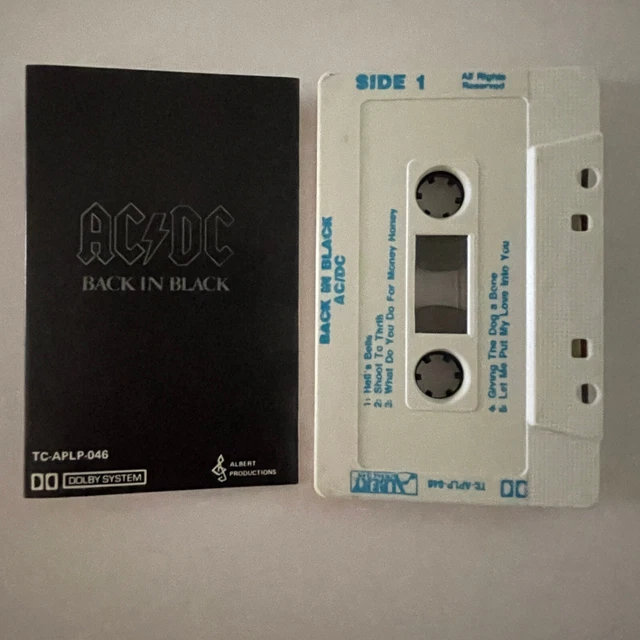 AC/DC
BACK IN BLACK
TC-APLP-046
DOLBY SYSTEM
ALBERT
PRODUCTIONS
SIDE 1
All Rights
Reserved
BACK IN BLACK
AC/DC
1: Hell's Bells
2: Shoot To Thrill
3: What Do You Do For Money Honey
4: Givving The Dog a Bone
5: Let Me Put My Love Into You
ALBERT
TC-APLP-046